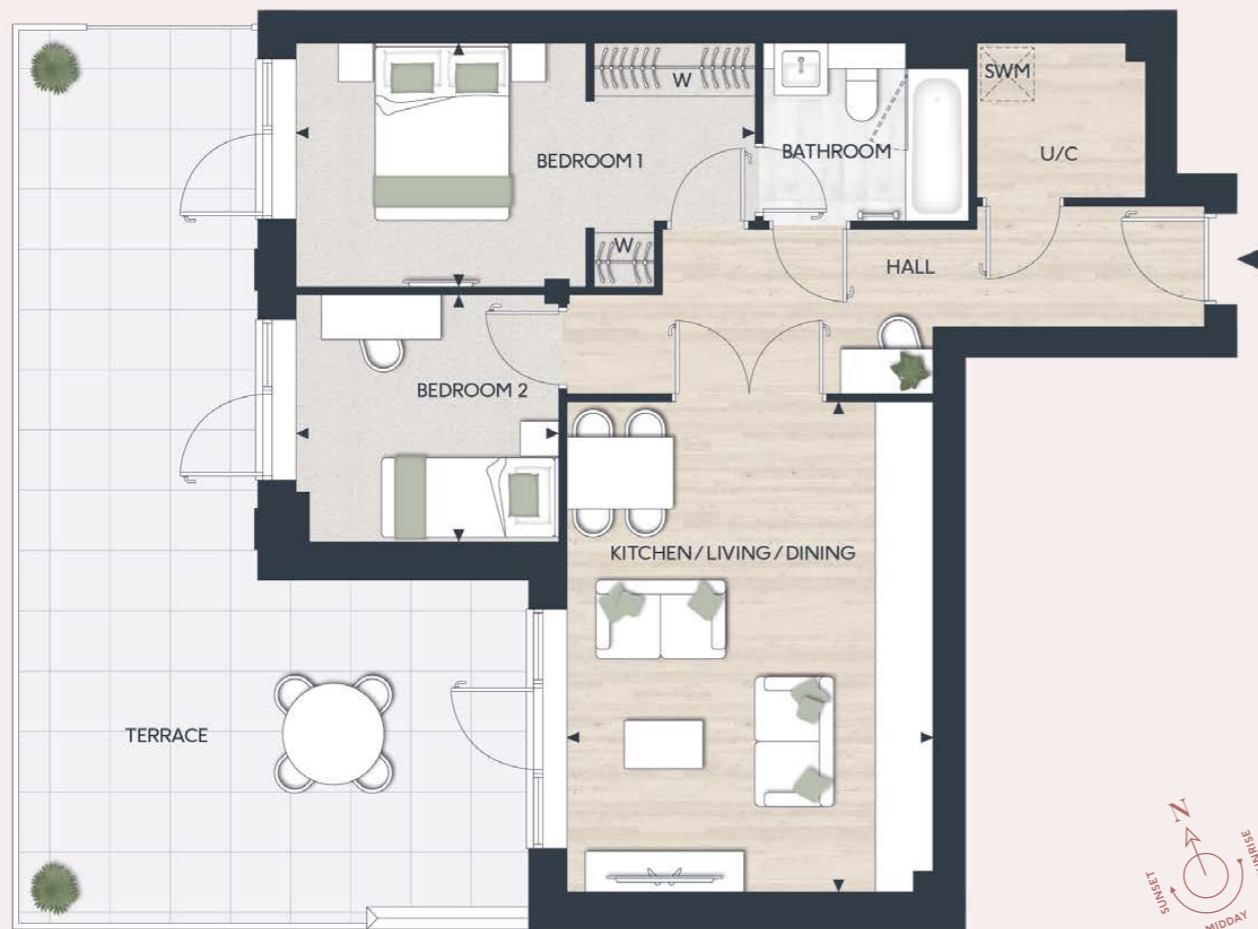 W
SWM
BATHROOM
U/C
BEDROOM 1
W
HALL
BEDROOM 2
KITCHEN / LIVING / DINING
TERRACE
N
SUNRISE
SUNSET
MIDDAY